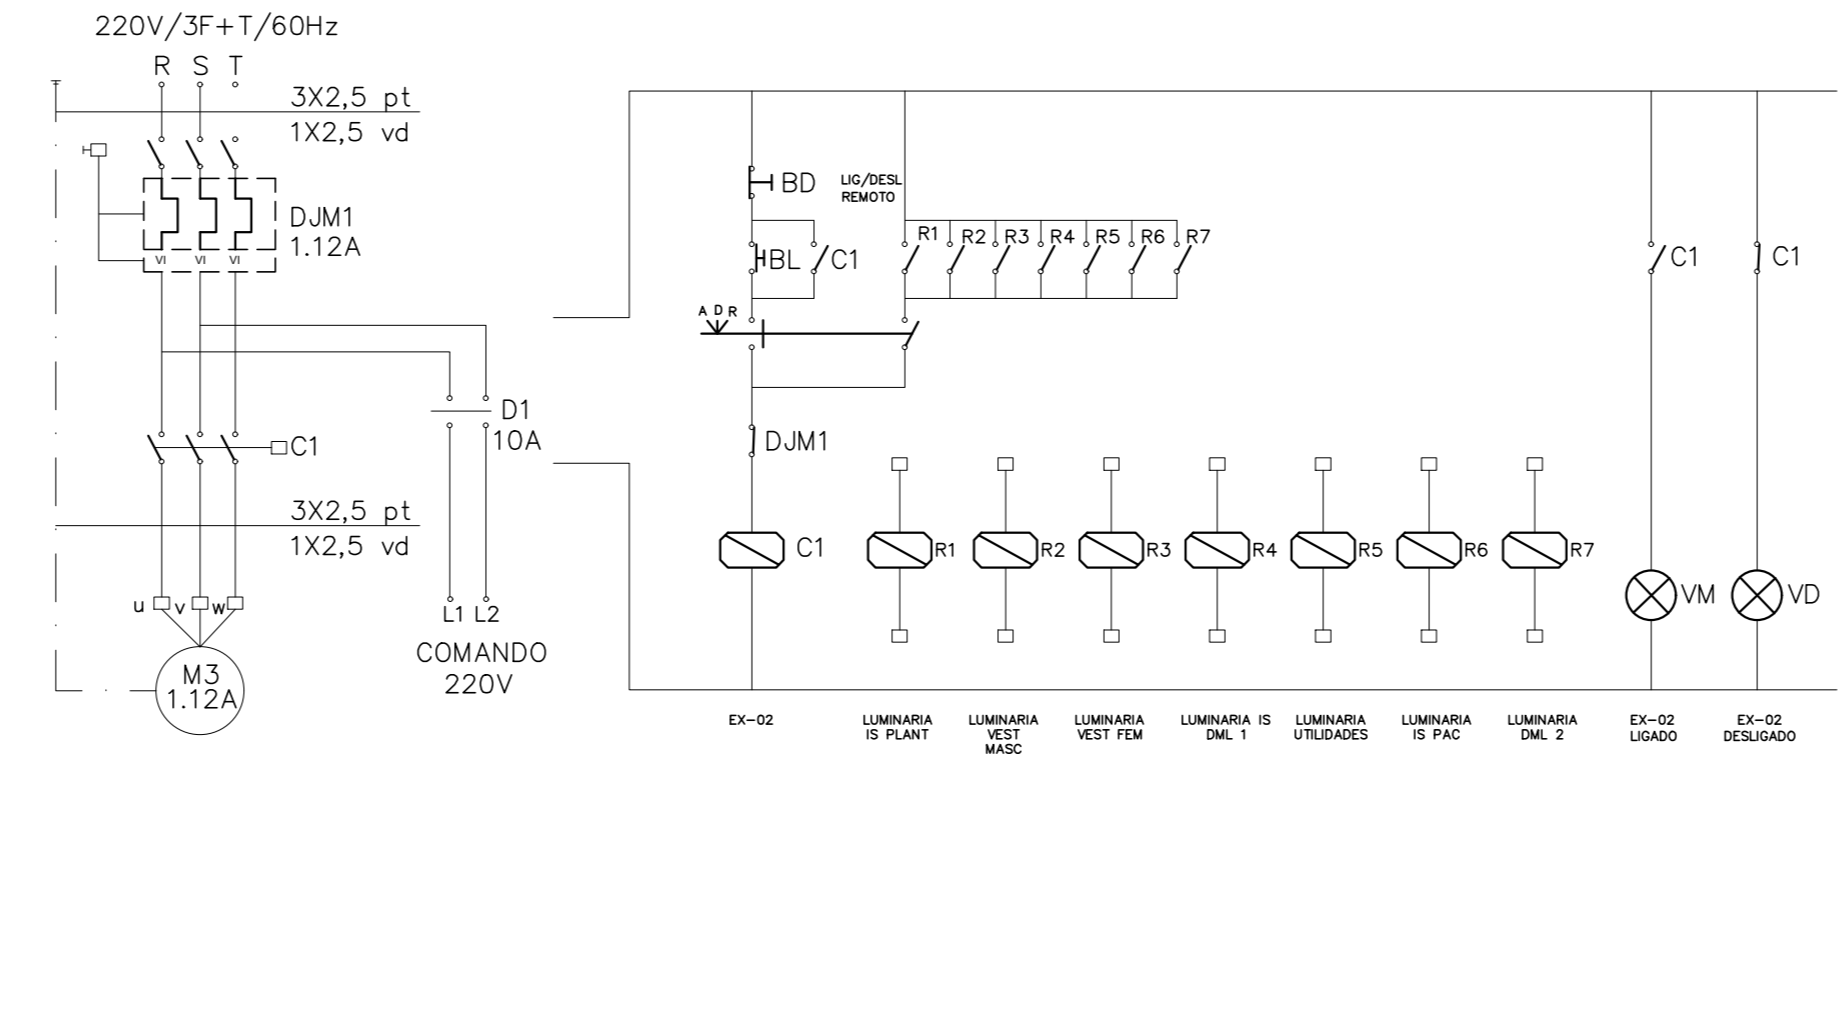 220V/3F+T/60Hz
R S T
3X2,5 pt
1X2,5 vd
DJM1
1.12A
VI VI VI
D1
10A
C1
3X2,5 pt
1X2,5 vd
u v w
M3
1.12A
L1 L2
COMANDO
220V
BD
LIG/DESL
REMOTO
BL C1
R1 R2 R3 R4 R5 R6 R7
C1 C1
A D R
DJM1
C1 R1 R2 R3 R4 R5 R6 R7
VM VD
EX-02
LUMINARIA
IS PLANT
LUMINARIA
VEST
MASC
LUMINARIA
VEST FEM
LUMINARIA IS
DML 1
LUMINARIA
UTILIDADES
LUMINARIA
IS PAC
LUMINARIA
DML 2
EX-02
LIGADO
EX-02
DESLIGADO